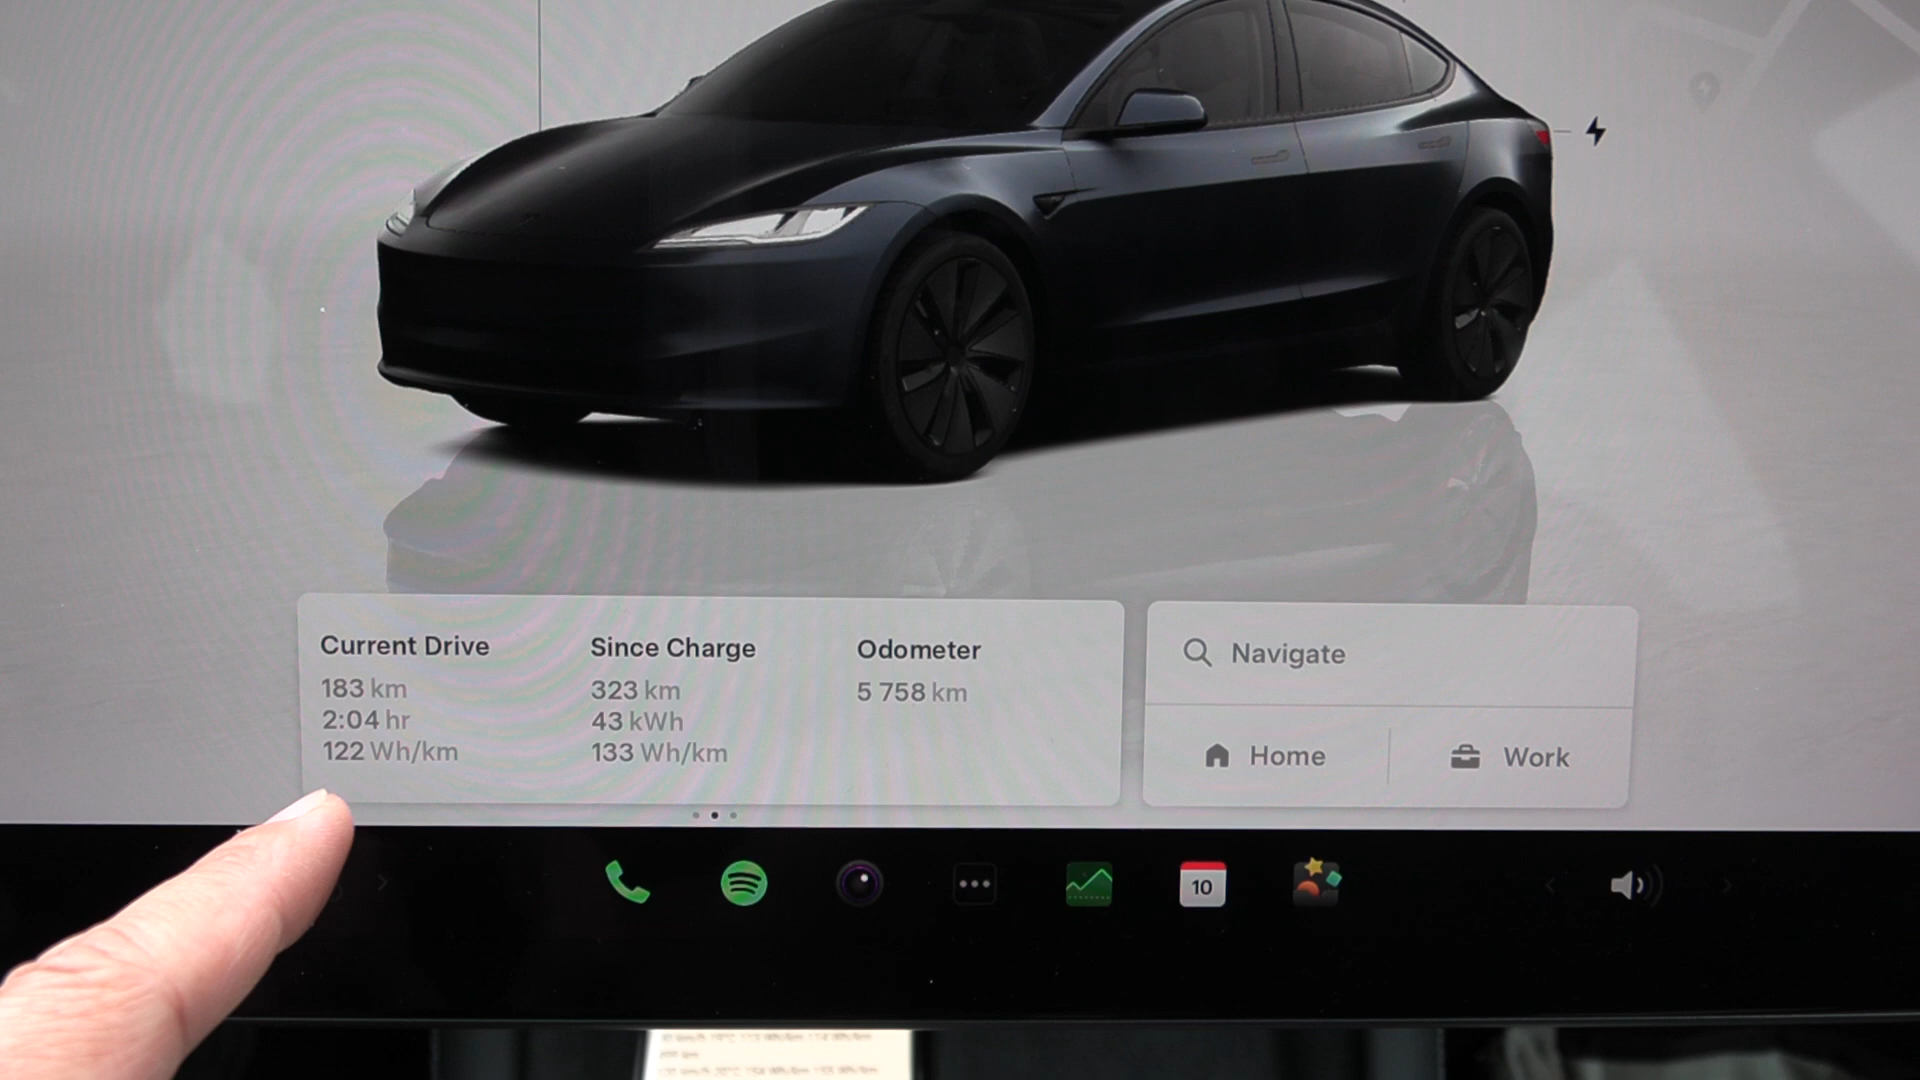 Current Drive
183 km
2:04 hr
122 Wh/km
Since Charge
323 km
43 kWh
133 Wh/km
Odometer
5 758 km
Navigate
Home
Work
10